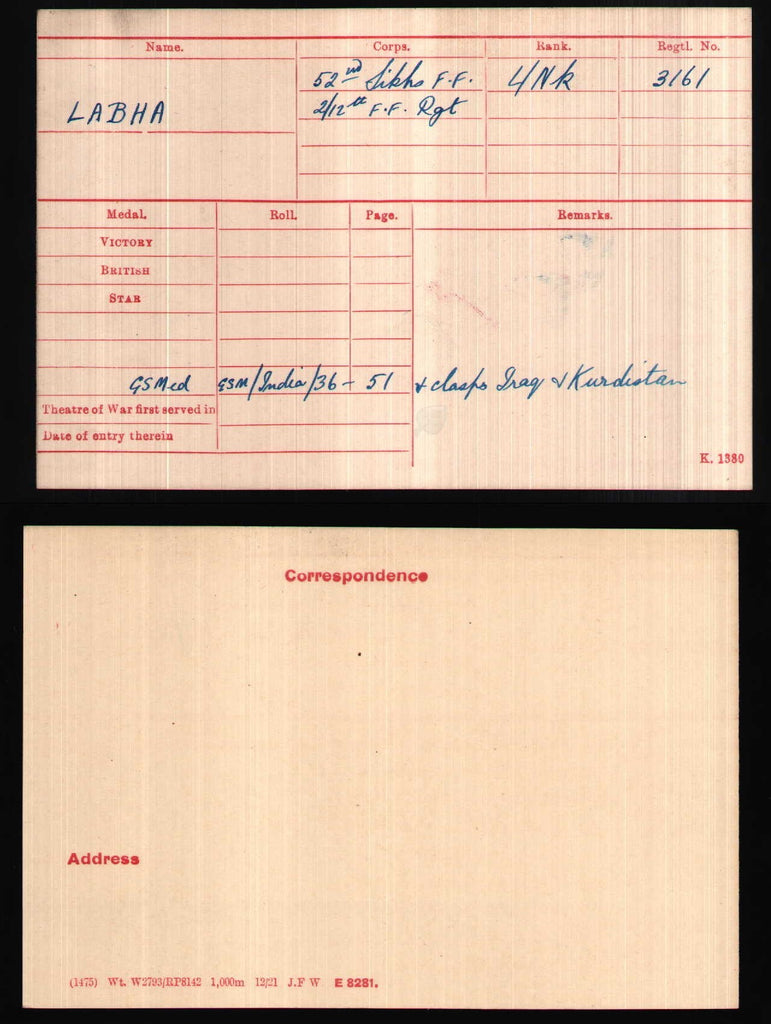 Name. Corps. Rank. Regtl. No.
52nd Sikhs F.F. L/Nk 3161
LABHA 2/12th F.F. Rgt
Medal. Roll. Page. Remarks.
VICTORY
BRITISH
STAR
GSMed GSM/India/36 - 51 & clasps Iraq & Kurdistan
Theatre of War first served in
Date of entry therein
K. 1380
Correspondence
Address
(1475) Wt. W2793/RP8142 1,000m 12/21 J.F W E 8281.